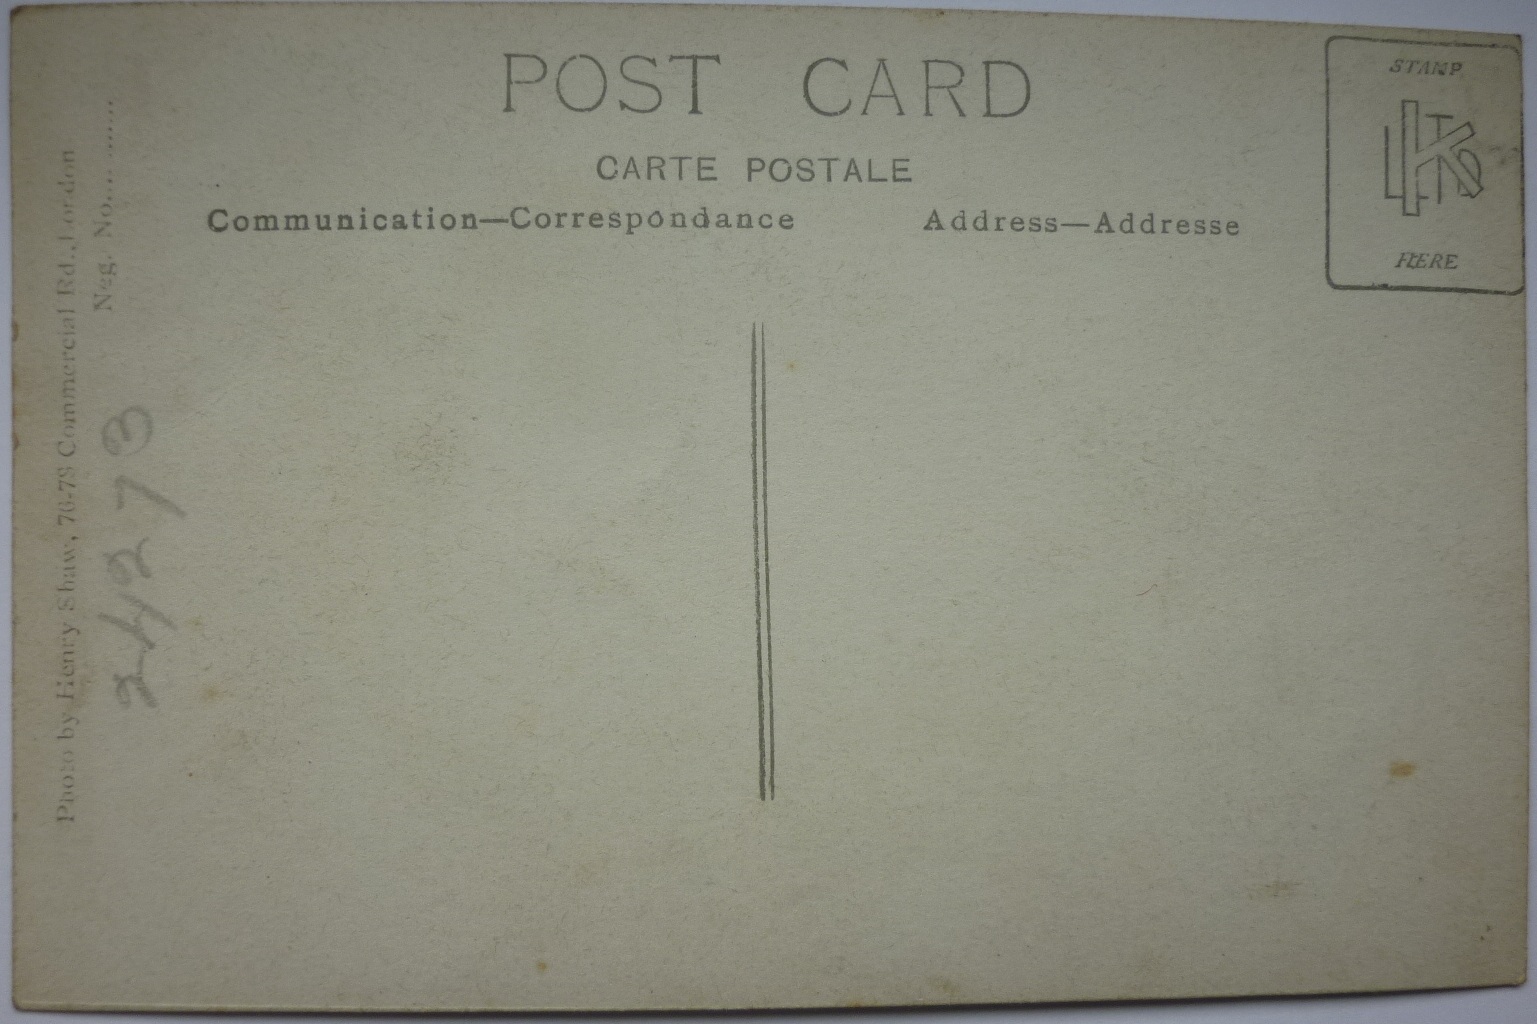 POST CARD
CARTE POSTALE
Communication—Correspondance
Address—Addresse
STAMP
HERE
Photo by Henry Shaw, 76-78 Commercial Rd., London
Neg. No..............
24273